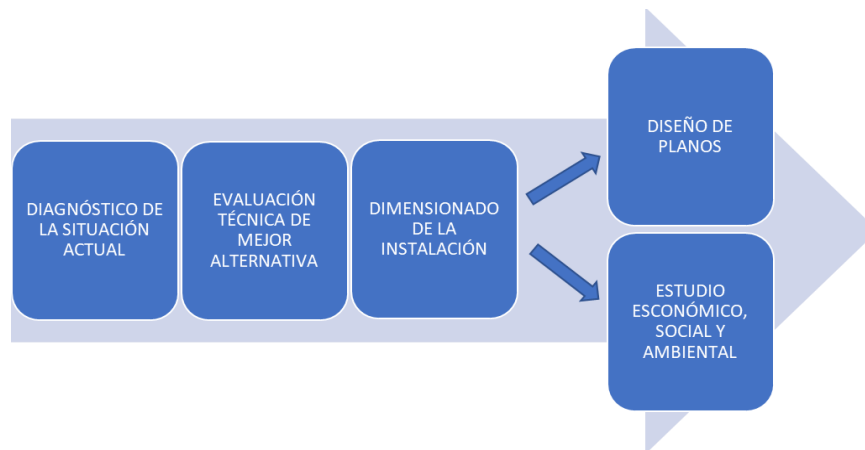 DIAGNÓSTICO DE
LA SITUACIÓN
ACTUAL
EVALUACIÓN
TÉCNICA DE
MEJOR
ALTERNATIVA
DIMENSIONADO
DE LA
INSTALACIÓN
DISEÑO DE
PLANOS
ESTUDIO
ESCONÓMICO,
SOCIAL Y
AMBIENTAL